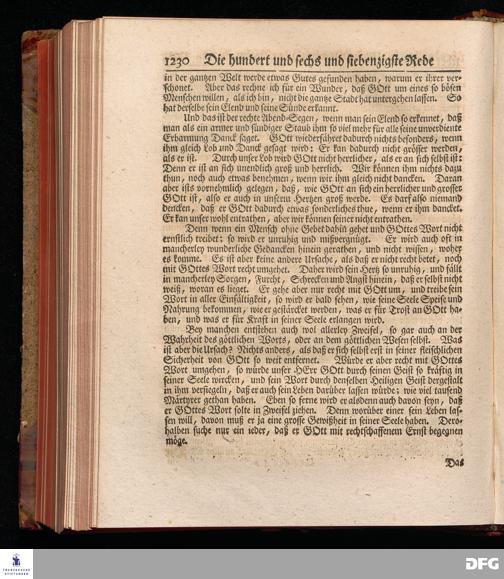 1230 Die hundert und sechs und siebenzigste Rede
in der gantzen Welt werde etwas Gutes gefunden haben, warum er ihrer ver-
schonet. Aber das rechne ich für ein Wunder, daß GOtt um eines so bösen
Menschen willen, als ich bin, nicht die gantze Stadt hat untergehen lassen. So
hat derselbe sein Elend und seine Sünde erkannt.
Und das ist der rechte Abend-Segen, wenn man sein Elend so erkennet, daß
man als ein armer und sündiger Staub ihm so viel mehr für alle seine unverdiente
Erbarmung Danck saget. GOtt wiederfähret dadurch nichts besonders, wenn
ihm gleich Lob und Danck gesagt wird: Er kan dadurch nicht grösser werden,
als er ist. Durch unser Lob wird GOtt nicht herrlicher, als er an sich selbst ist:
Denn er ist an sich unendlich groß und herrlich. Wir können ihm nichts dazu
thun, noch auch etwas benehmen, wenn wir ihm gleich nicht dancken. Daran
aber ists vornehmlich gelegen, daß, wie GOtt an sich ein herrlicher und grosser
GOtt ist, also er auch in unserm Hertzen groß werde. Es darf also niemand
dencken, daß er GOtt dadurch etwas sonderliches thue, wenn er ihm dancket.
Er kan unser wohl entrathen, aber wir können seiner nicht entrathen.
Denn wenn ein Mensch ohne Gebet dahin gehet und GOttes Wort nicht
ernstlich treibet: so wird er unruhig und mißvergnügt. Er wird auch oft in
mancherley wunderliche Gedancken hinein gerathen, und nicht wissen, woher
es komme. Es ist aber keine andere Ursache, als daß er nicht recht betet, noch
mit GOttes Wort recht umgehet. Daher wird sein Hertz so unruhig, und fällt
in mancherley Sorgen, Furcht, Schrecken und Angst hinein, daß er selbst nicht
weiß, woran es lieget. Er gehe aber nur recht mit GOtt um, und treibe sein
Wort in aller Einfältigkeit, so wird er bald sehen, wie seine Seele Speise und
Nahrung bekommen, wie er gestärcket werden, was er für Trost an GOtt ha-
ben, und was er für Kraft in seiner Seele erlangen wird.
Bey manchen entstehen auch wol allerley Zweifel, so gar auch an der
Wahrheit des göttlichen Worts, oder an dem göttlichen Wesen selbst. Was
ist aber die Ursach? Nichts anders, als daß er sich selbst erst in seiner fleischlichen
Sicherheit von GOtt so weit entfernet. Würde er aber recht mit GOttes
Wort umgehen, so würde unser HErr GOtt durch seinen Geist so kräftig in
seiner Seele wircken, und sein Wort durch denselben Heiligen Geist dergestalt
in ihm versiegeln, daß er auch sein Leben darüber lassen würde; wie viel tausend
Märtyrer gethan haben. Eben so ferne wird er alsdenn auch davon seyn, daß
er GOttes Wort solte in Zweifel ziehen. Denn worüber einer sein Leben las-
sen will, davon muß er ja eine grosse Gewißheit in seiner Seele haben. Dero-
halben suche nur ein ieder, daß er GOtt mit rechtschaffenem Ernst begegnen
möge.
Das
FRANCKESCHE
STIFTUNGEN
DFG